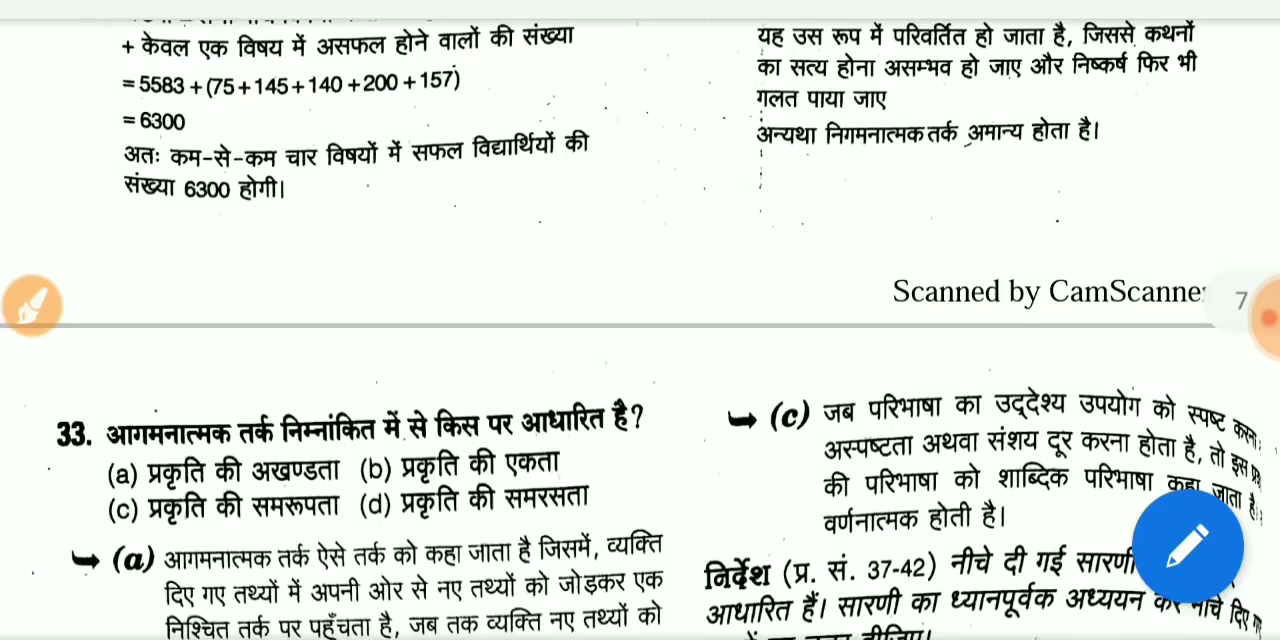 + केवल एक विषय में असफल होने वालों की संख्या
= 5583 + (75 + 145 + 140 + 200 + 157)
= 6300
अतः कम-से-कम चार विषयों में सफल विद्यार्थियों की
संख्या 6300 होगी।
यह उस रूप में परिवर्तित हो जाता है, जिससे कथनों
का सत्य होना असम्भव हो जाए और निष्कर्ष फिर भी
गलत पाया जाए
अन्यथा निगमनात्मक तर्क अमान्य होता है।
Scanned by CamScanner
7
33. आगमनात्मक तर्क निम्नांकित में से किस पर आधारित है?
(a) प्रकृति की अखण्डता (b) प्रकृति की एकता
(c) प्रकृति की समरूपता (d) प्रकृति की समरसता
(a) आगमनात्मक तर्क ऐसे तर्क को कहा जाता है जिसमें, व्यक्ति
दिए गए तथ्यों में अपनी ओर से नए तथ्यों को जोड़कर एक
निश्चित तर्क पर पहुँचता है, जब तक व्यक्ति नए तथ्यों को
(c) जब परिभाषा का उद्देश्य उपयोग को स्पष्ट करना
अस्पष्टता अथवा संशय दूर करना होता है, तो इस
की परिभाषा को शाब्दिक परिभाषा कहा जाता है।
वर्णनात्मक होती है।
निर्देश (प्र. सं. 37-42) नीचे दी गई सारणी
आधारित हैं। सारणी का ध्यानपूर्वक अध्ययन कर नीचे दिए